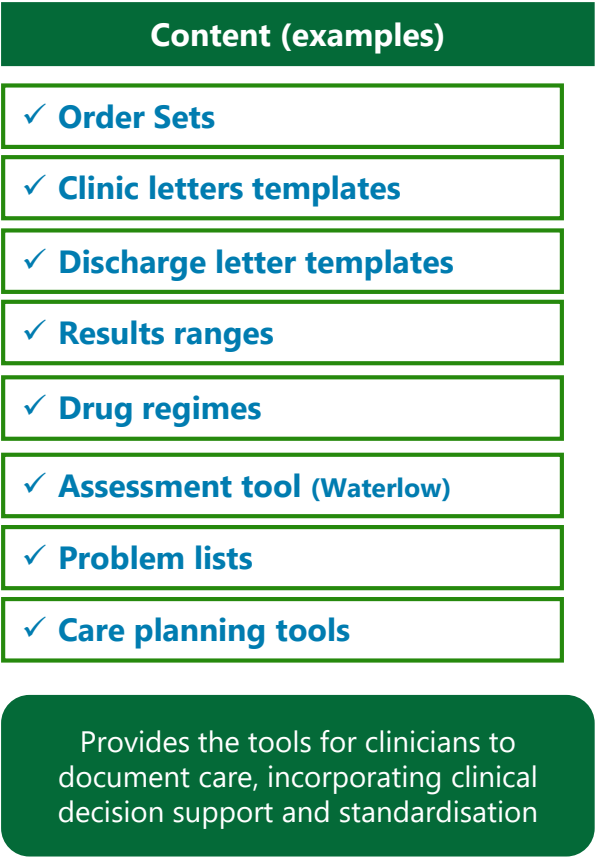 Content (examples)
✓ Order Sets
✓ Clinic letters templates
✓ Discharge letter templates
✓ Results ranges
✓ Drug regimes
✓ Assessment tool (Waterlow)
✓ Problem lists
✓ Care planning tools
Provides the tools for clinicians to
document care, incorporating clinical
decision support and standardisation